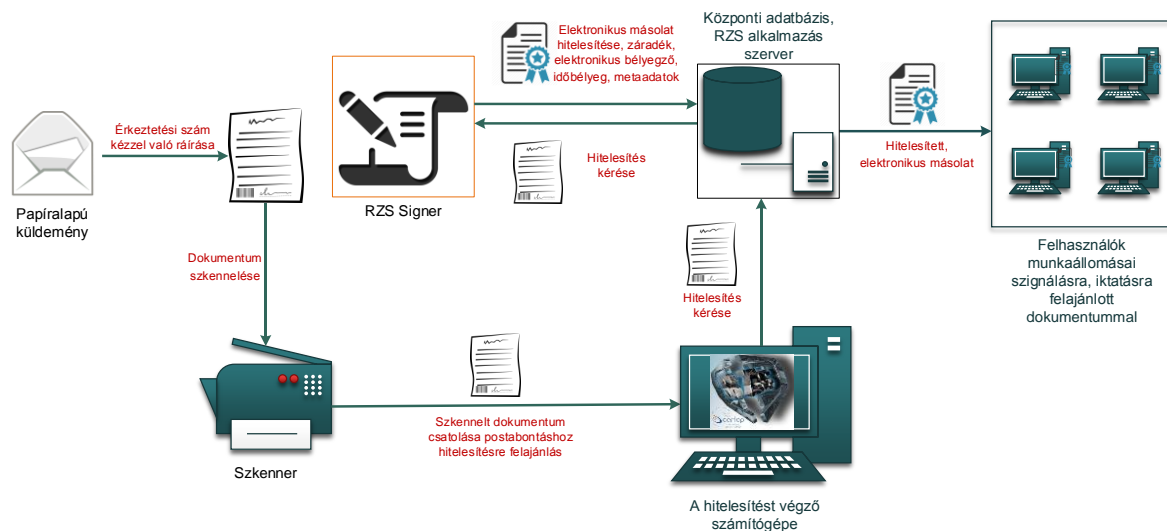 Elektronikus másolat
hitelesítése, záradék,
elektronikus bélyegző,
időbélyeg, metaadatok
Központi adatbázis,
RZS alkalmazás
szerver
Érkeztetési szám
kézzel való ráírása
Hitelesítés
kérése
Hitelesített,
elektronikus másolat
Papíralapú
küldemény
RZS Signer
Dokumentum
szkennelése
Hitelesítés
kérése
Felhasználók
munkaállomásai
szignálásra, iktatásra
felajánlott
dokumentummal
Szkennelt dokumentum
csatolása postabontáshoz
hitelesítésre felajánlás
Szkenner
A hitelesítést végző
számítógépe